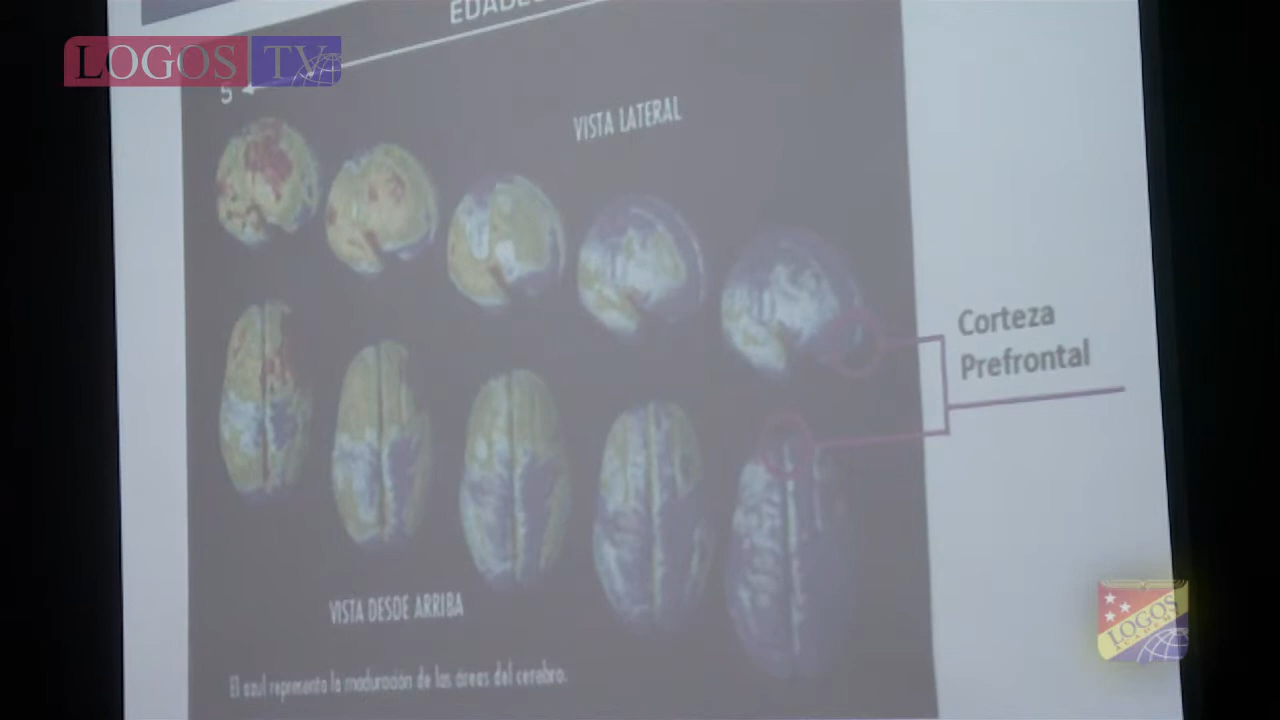 LOGOS TV
5
VISTA LATERAL
Corteza
Prefrontal
VISTA DESDE ARRIBA
El azul representa la maduración de las áreas del cerebro.
LOGOS
ACADEMY